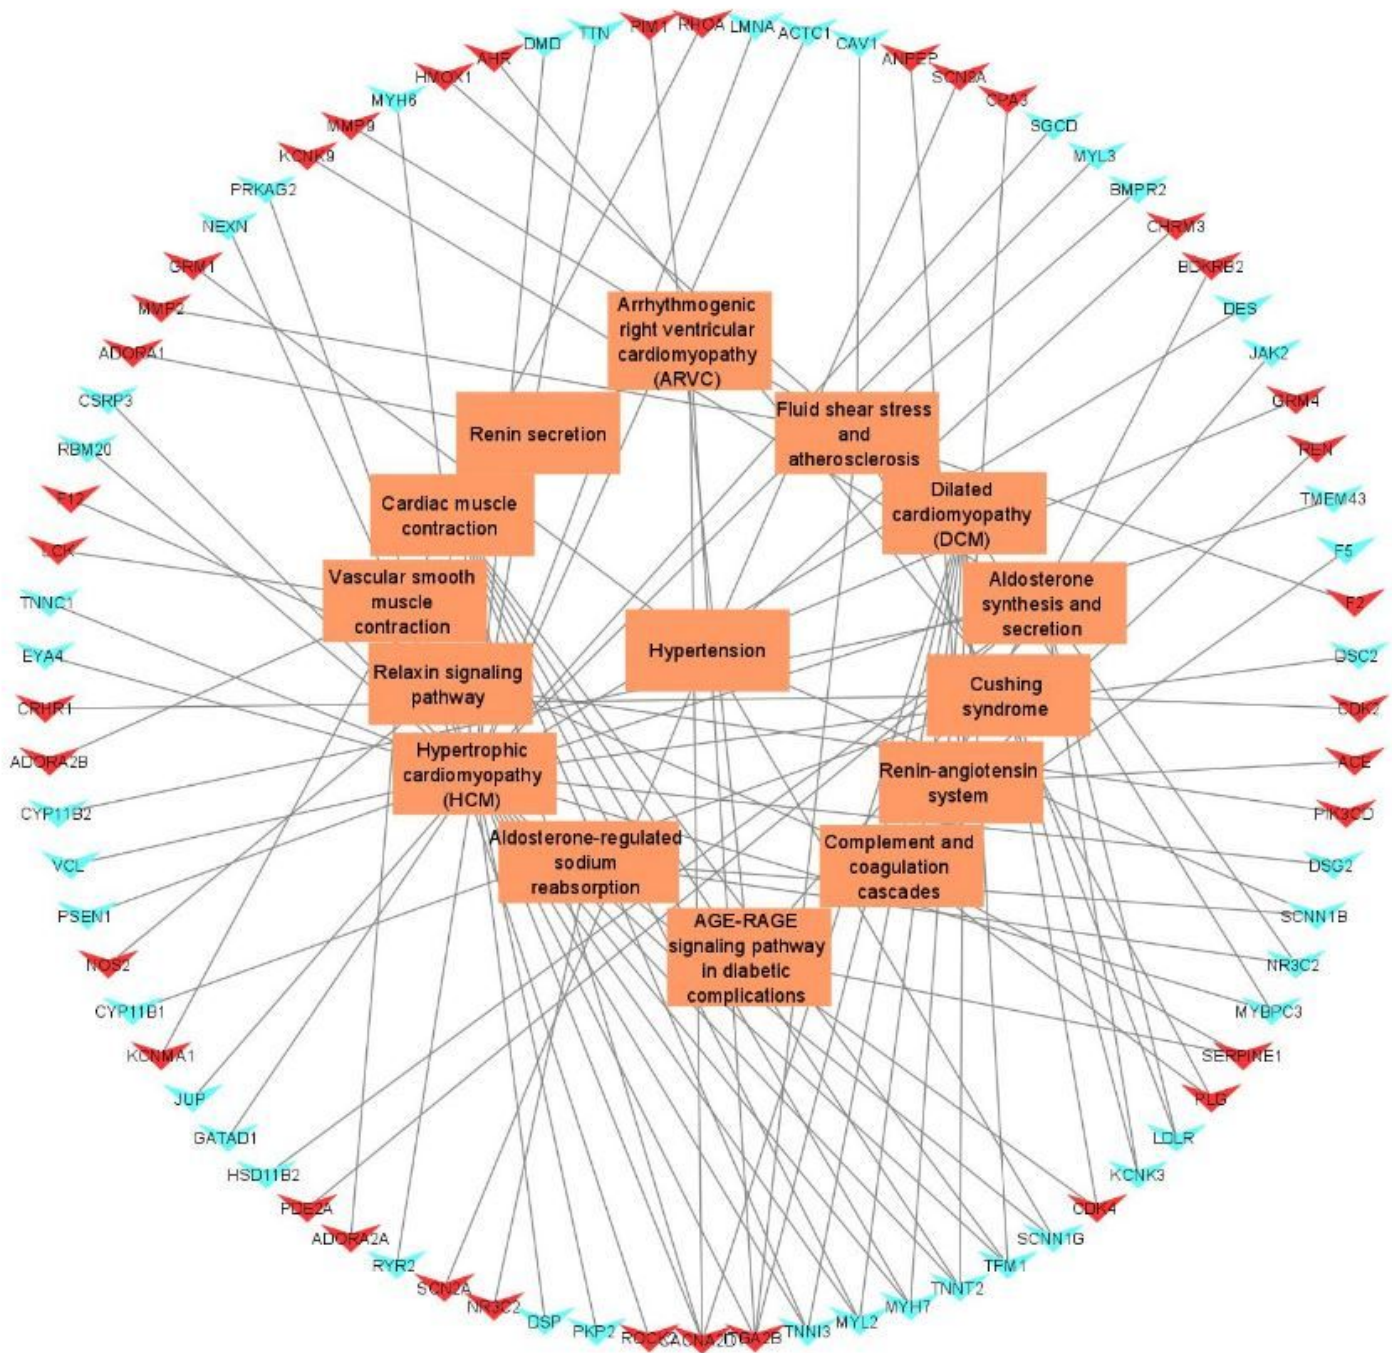 PIM1
RHOA
LMNA
ACTC1
TTN
DMD
CAV1
AHR
ANPEP
HMOX1
SCN9A
MYH6
CPA3
MMP9
SGCD
KCNK9
MYL3
PRKAG2
BMPR2
NEXN
CHRM3
GRM1
BDKRB2
MMP2
DES
ADORA1
JAK2
CSRP3
GRM4
RBM20
REN
F12
TMEM43
LCK
F5
TNNC1
F2
EYA4
DSC2
CRHR1
CDK2
ADORA2B
ACE
CYP11B2
PIK3CD
VCL
DSG2
PSEN1
SCNN1B
NOS2
NR3C2
CYP11B1
MYBPC3
KCNMA1
SERPINE1
JUP
PLG
GATAD1
LDLR
HSD11B2
KCNK3
PDE2A
CDK4
ADORA2A
SCNN1G
RYR2
TPM1
SCN2A
TNNT2
NR3C2
MYH7
DSP
MYL2
PKP2
TNNI3
ITGA2B
Arrhythmogenic
right ventricular
cardiomyopathy
(ARVC)
Renin secretion
Fluid shear stress
and
atherosclerosis
Cardiac muscle
contraction
Dilated
cardiomyopathy
(DCM)
Vascular smooth
muscle
contraction
Aldosterone
synthesis and
secretion
Hypertension
Relaxin signaling
pathway
Cushing
syndrome
Hypertrophic
cardiomyopathy
(HCM)
Renin-angiotensin
system
Aldosterone-regulated
sodium
reabsorption
Complement and
coagulation
cascades
AGE-RAGE
signaling pathway
in diabetic
complications